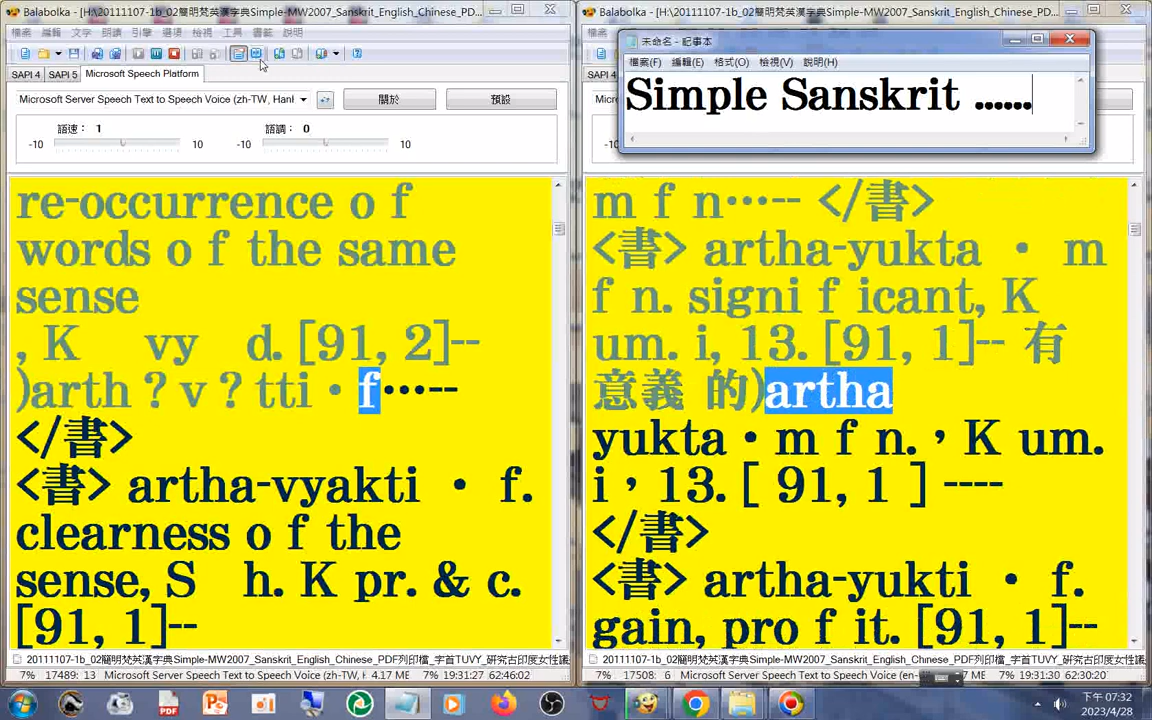 Balabolka - [H:\20111107-1b_02簡明梵英漢字典Simple-MW2007_Sanskrit_English_Chinese_PD...
檔案 編輯 文字 朗讀 引擎 選項 檢視 工具 書籤 說明
SAPI 4 SAPI 5 Microsoft Speech Platform
Microsoft Server Speech Text to Speech Voice (zh-TW, Hanl
關於 預設
語速： 1 語調： 0
-10 10 -10 10
re-occurrence o f
words o f the same
sense
, K vy d. [91, 2]--
)arth ? v ? tti • f⋯--
</書>
<書> artha-vyakti • f.
clearness o f the
sense, S h. K pr. & c.
[91, 1]--
20111107-1b_02簡明梵英漢字典Simple-MW2007_Sanskrit_English_Chinese_PDF列印檔_字首TUVY_研究古印度女性議
7% 17489: 13 Microsoft Server Speech Text to Speech Voice (zh-TW, H 4.17 ME 7% 19:31:27 62:46:02
Balabolka - [H:\20111107-1b_02簡明梵英漢字典Simple-MW2007_Sanskrit_English_Chinese_PDF...
未命名 - 記事本
檔案(F) 編輯(E) 格式(O) 檢視(V) 說明(H)
Simple Sanskrit ......
SAPI 4
Micr
-10
m f n⋯-- </書>
<書> artha-yukta • m
f n. signi f icant, K
um. i, 13. [91, 1]-- 有
意義 的)artha
yukta • m f n.，K um.
i，13. [ 91, 1 ] ----
</書>
<書> artha-yukti • f.
gain, pro f it. [91, 1]--
20111107-1b_02簡明梵英漢字典Simple-MW2007_Sanskrit_English_Chinese_PDF列印檔_字首TUVY_研究古印度女性議
7% 17508: 6 Microsoft Server Speech Text to Speech Voice (zh-TW, H 7% 19:31:30 62:30:20
下午 07:32
2023/4/28